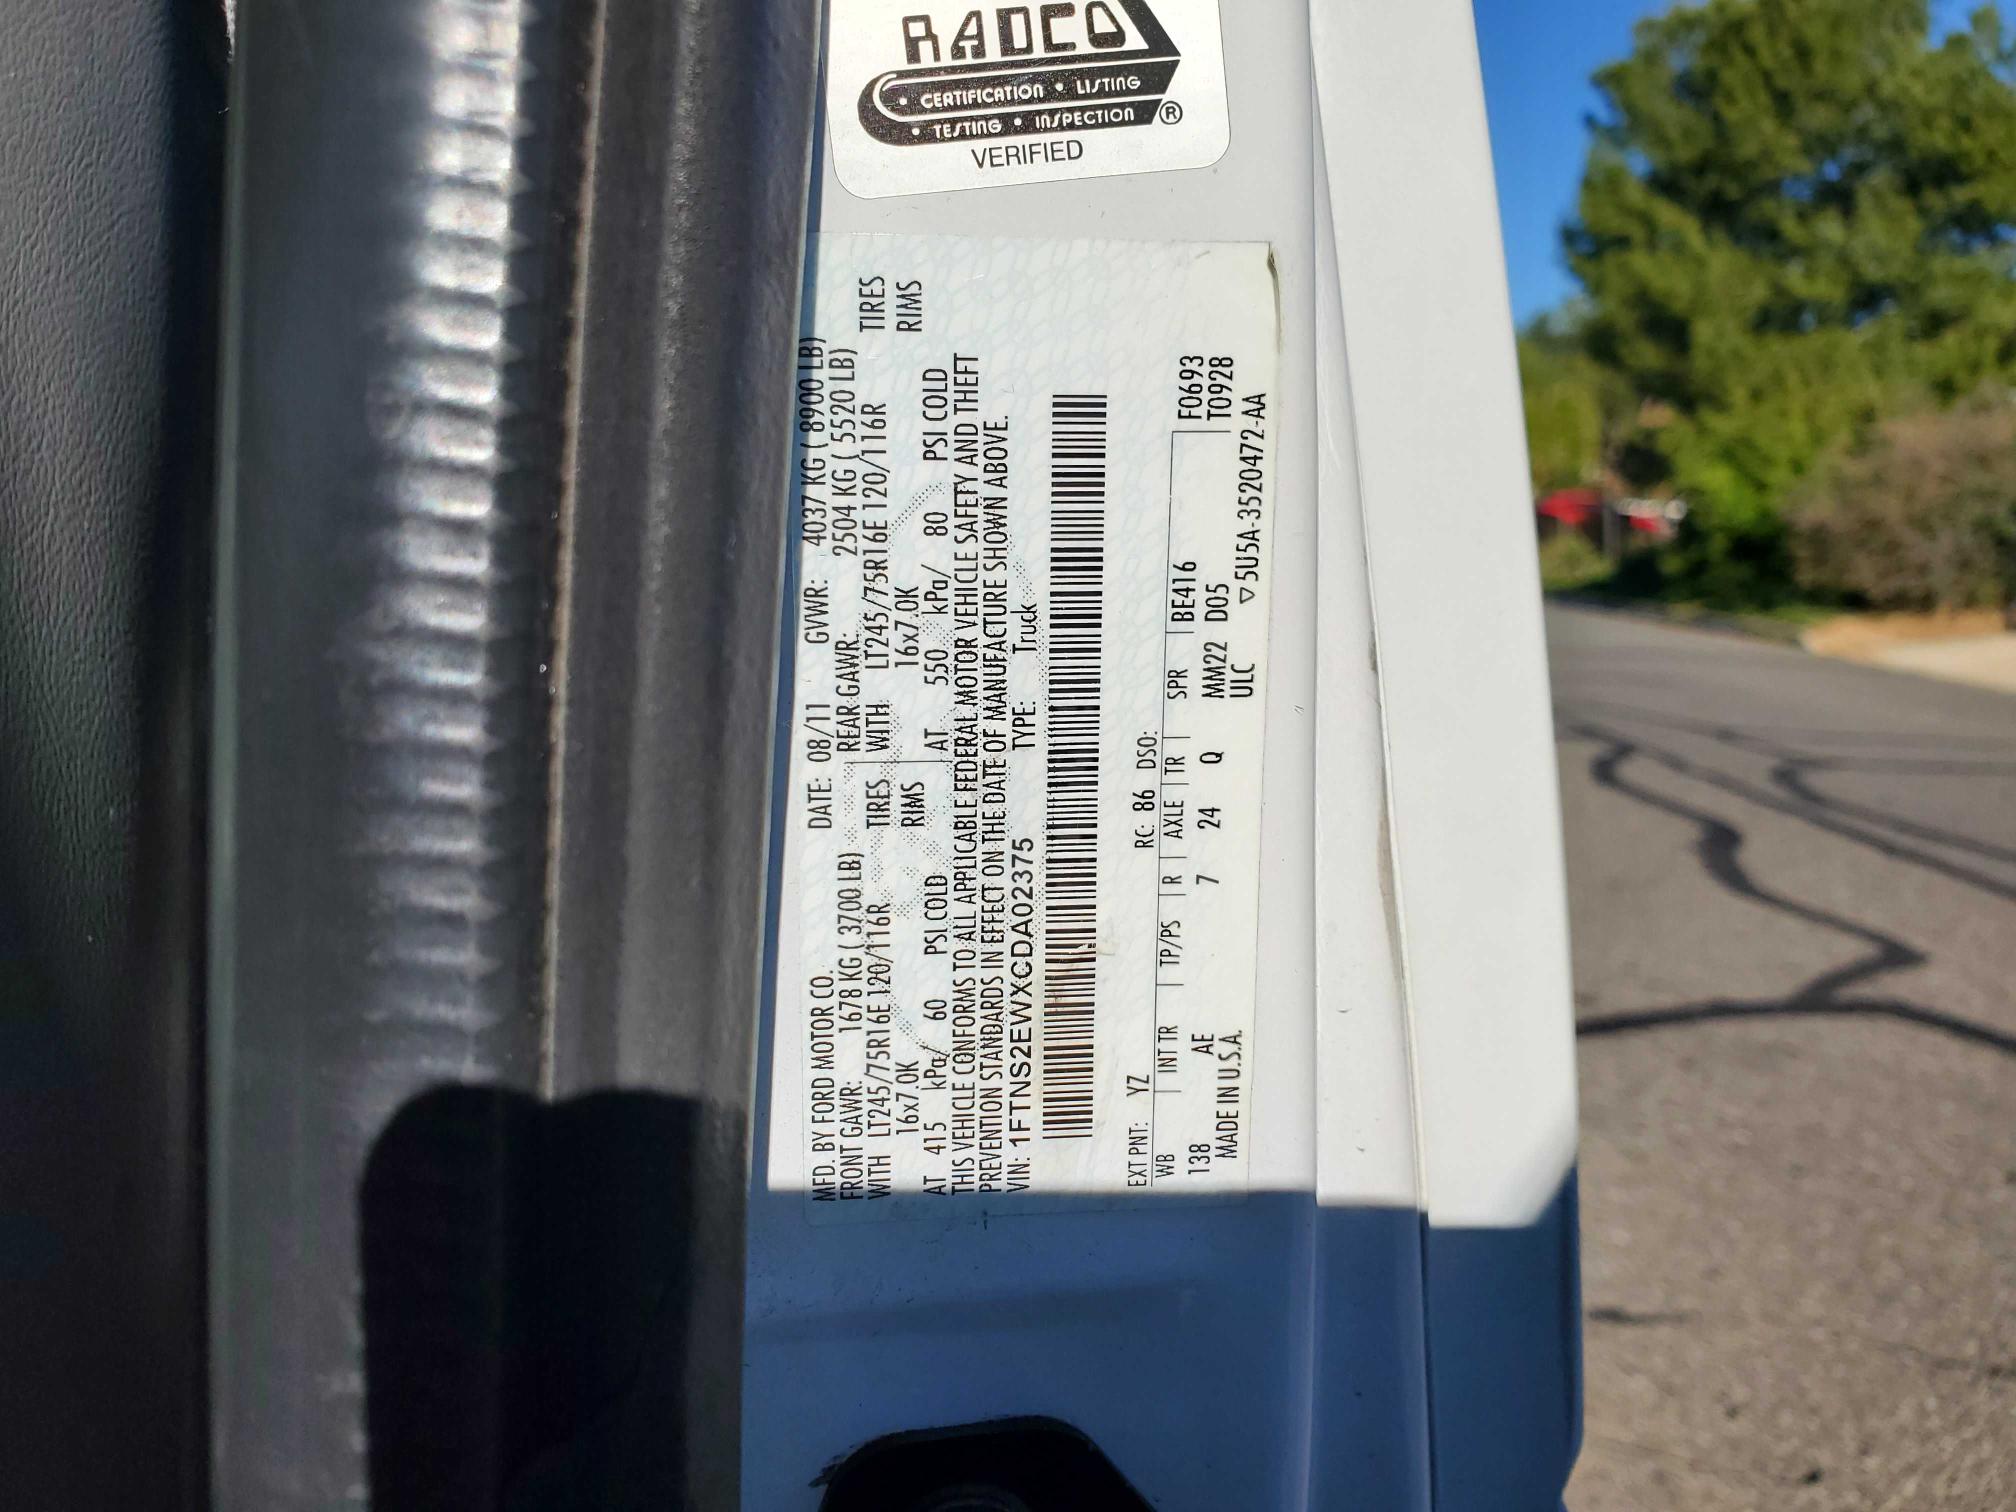 RADCO
• CERTIFICATION • LISTING
• TESTING • INSPECTION ®
VERIFIED
MFD. BY FORD MOTOR CO. DATE: 08/11 GVWR: 4037 KG ( 8900 LB)
FRONT GAWR: 1678 KG ( 3700 LB) REAR GAWR: 2504 KG ( 5520 LB)
WITH LT245/75R16E 120/116R TIRES WITH LT245/75R16E 120/116R TIRES
16x7.0K RIMS 16x7.0K RIMS
AT 415 kPa/ 60 PSI COLD AT 550 kPa/ 80 PSI COLD
THIS VEHICLE CONFORMS TO ALL APPLICABLE FEDERAL MOTOR VEHICLE SAFETY AND THEFT
PREVENTION STANDARDS IN EFFECT ON THE DATE OF MANUFACTURE SHOWN ABOVE.
VIN: 1FTNS2EWXCDA02375 TYPE: Truck
EXT PNT: YZ RC: 86 DSO:
WB | INT TR | TP/PS | R | AXLE | TR | SPR | BE416 F0693
138 AE 7 24 Q MM22 D05 T0928
MADE IN U.S.A. ULC ▽ 5U5A-3520472-AA